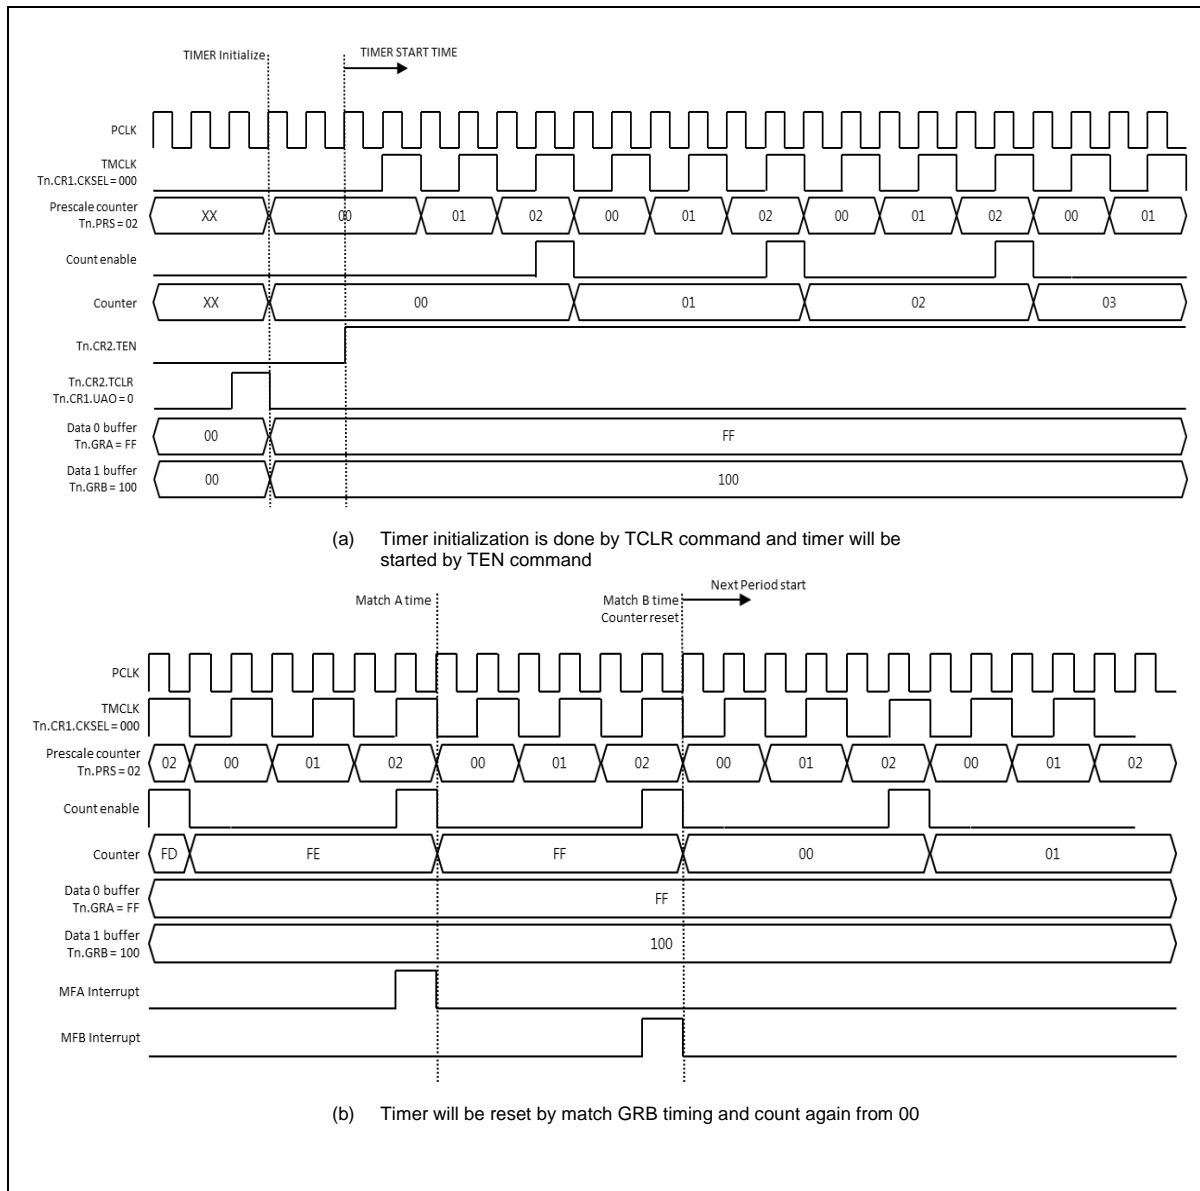 TIMER Initialize
TIMER START TIME
PCLK
TMCLK
Tn.CR1.CKSEL = 000
Prescale counter
Tn.PRS = 02
XX 00 01 02 00 01 02 00 01 02 00 01
Count enable
Counter
XX 00 01 02 03
Tn.CR2.TEN
Tn.CR2.TCLR
Tn.CR1.UAO = 0
Data 0 buffer
Tn.GRA = FF
00 FF
Data 1 buffer
Tn.GRB = 100
00 100
(a) Timer initialization is done by TCLR command and timer will be
started by TEN command
Match A time
Match B time
Counter reset
Next Period start
PCLK
TMCLK
Tn.CR1.CKSEL = 000
Prescale counter
Tn.PRS = 02
02 00 01 02 00 01 02 00 01 02 00 01 02
Count enable
Counter
FD FE FF 00 01
Data 0 buffer
Tn.GRA = FF
FF
Data 1 buffer
Tn.GRB = 100
100
MFA Interrupt
MFB Interrupt
(b) Timer will be reset by match GRB timing and count again from 00